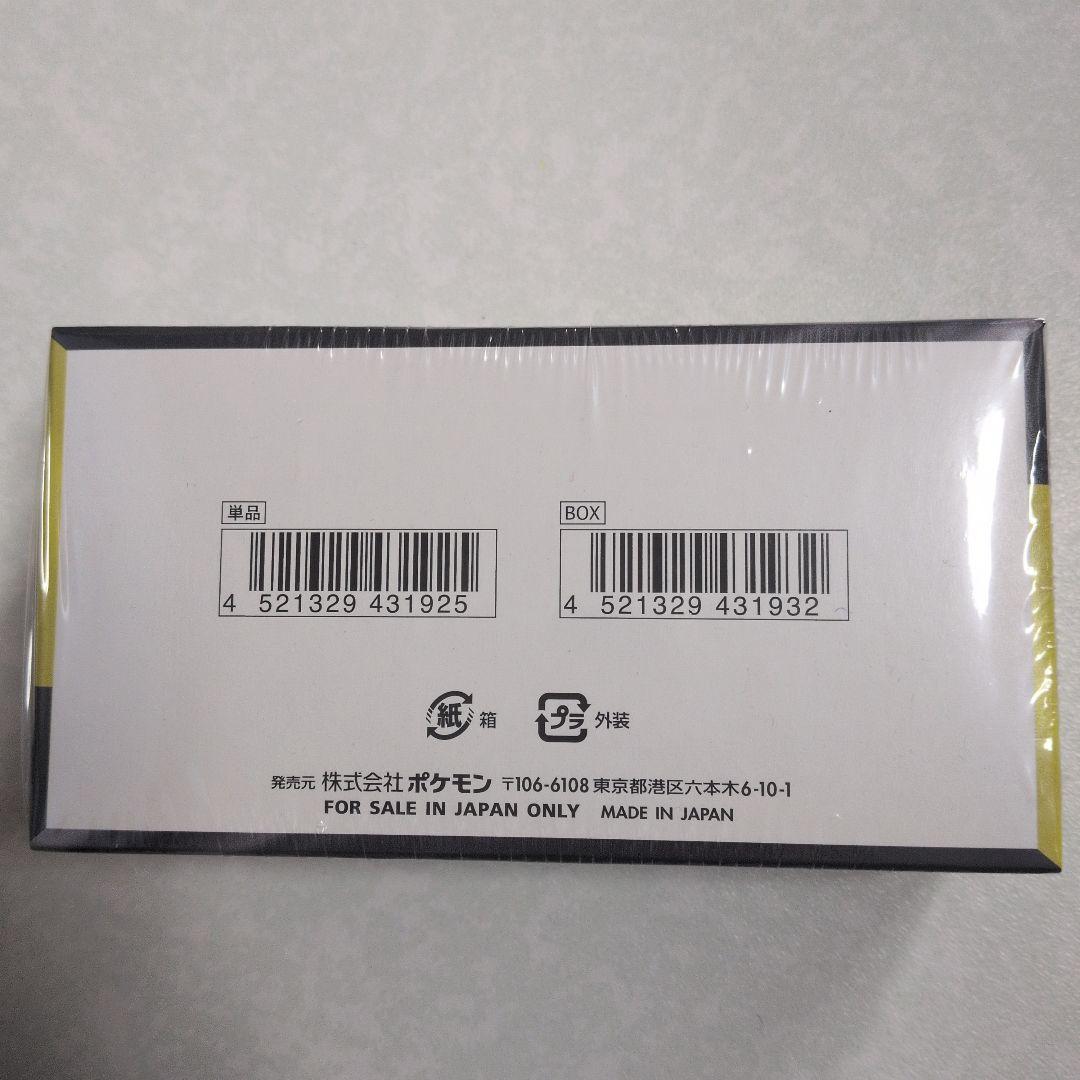 単品
BOX
4 521329 431925
4 521329 431932
紙 箱
プラ 外装
発売元 株式会社ポケモン 〒106-6108 東京都港区六本木6-10-1
FOR SALE IN JAPAN ONLY MADE IN JAPAN